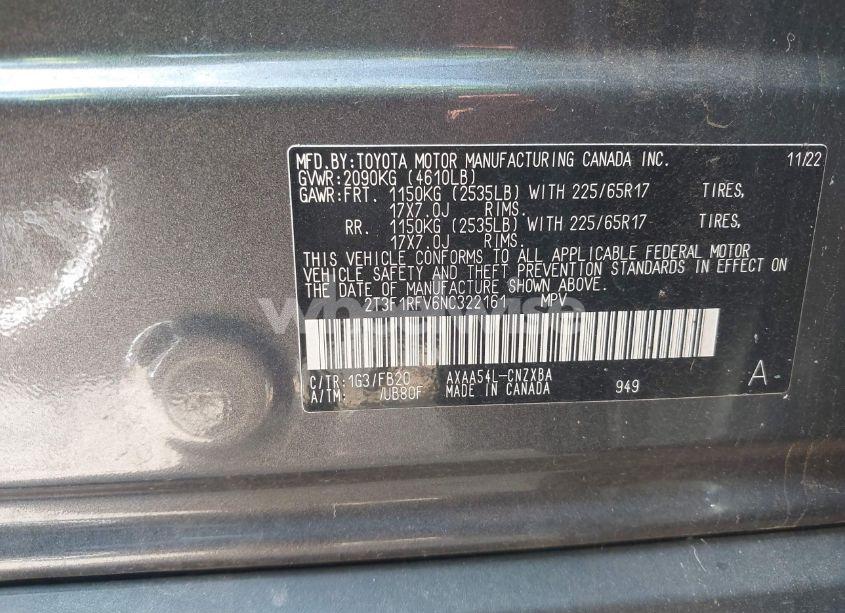 MFD.BY:TOYOTA MOTOR MANUFACTURING CANADA INC. 11/22
GVWR:2090KG (4610LB)
GAWR:FRT. 1150KG (2535LB) WITH 225/65R17 TIRES,
17X7.0J RIMS.
RR. 1150KG (2535LB) WITH 225/65R17 TIRES,
17X7.0J RIMS.
THIS VEHICLE CONFORMS TO ALL APPLICABLE FEDERAL MOTOR
VEHICLE SAFETY AND THEFT PREVENTION STANDARDS IN EFFECT ON
THE DATE OF MANUFACTURE SHOWN ABOVE.
2T3F1RFV6NC322161 MPV
C/TR:1G3/FB20 AXAA54L-CNZXBA A
A/TM: /UB80F MADE IN CANADA 949